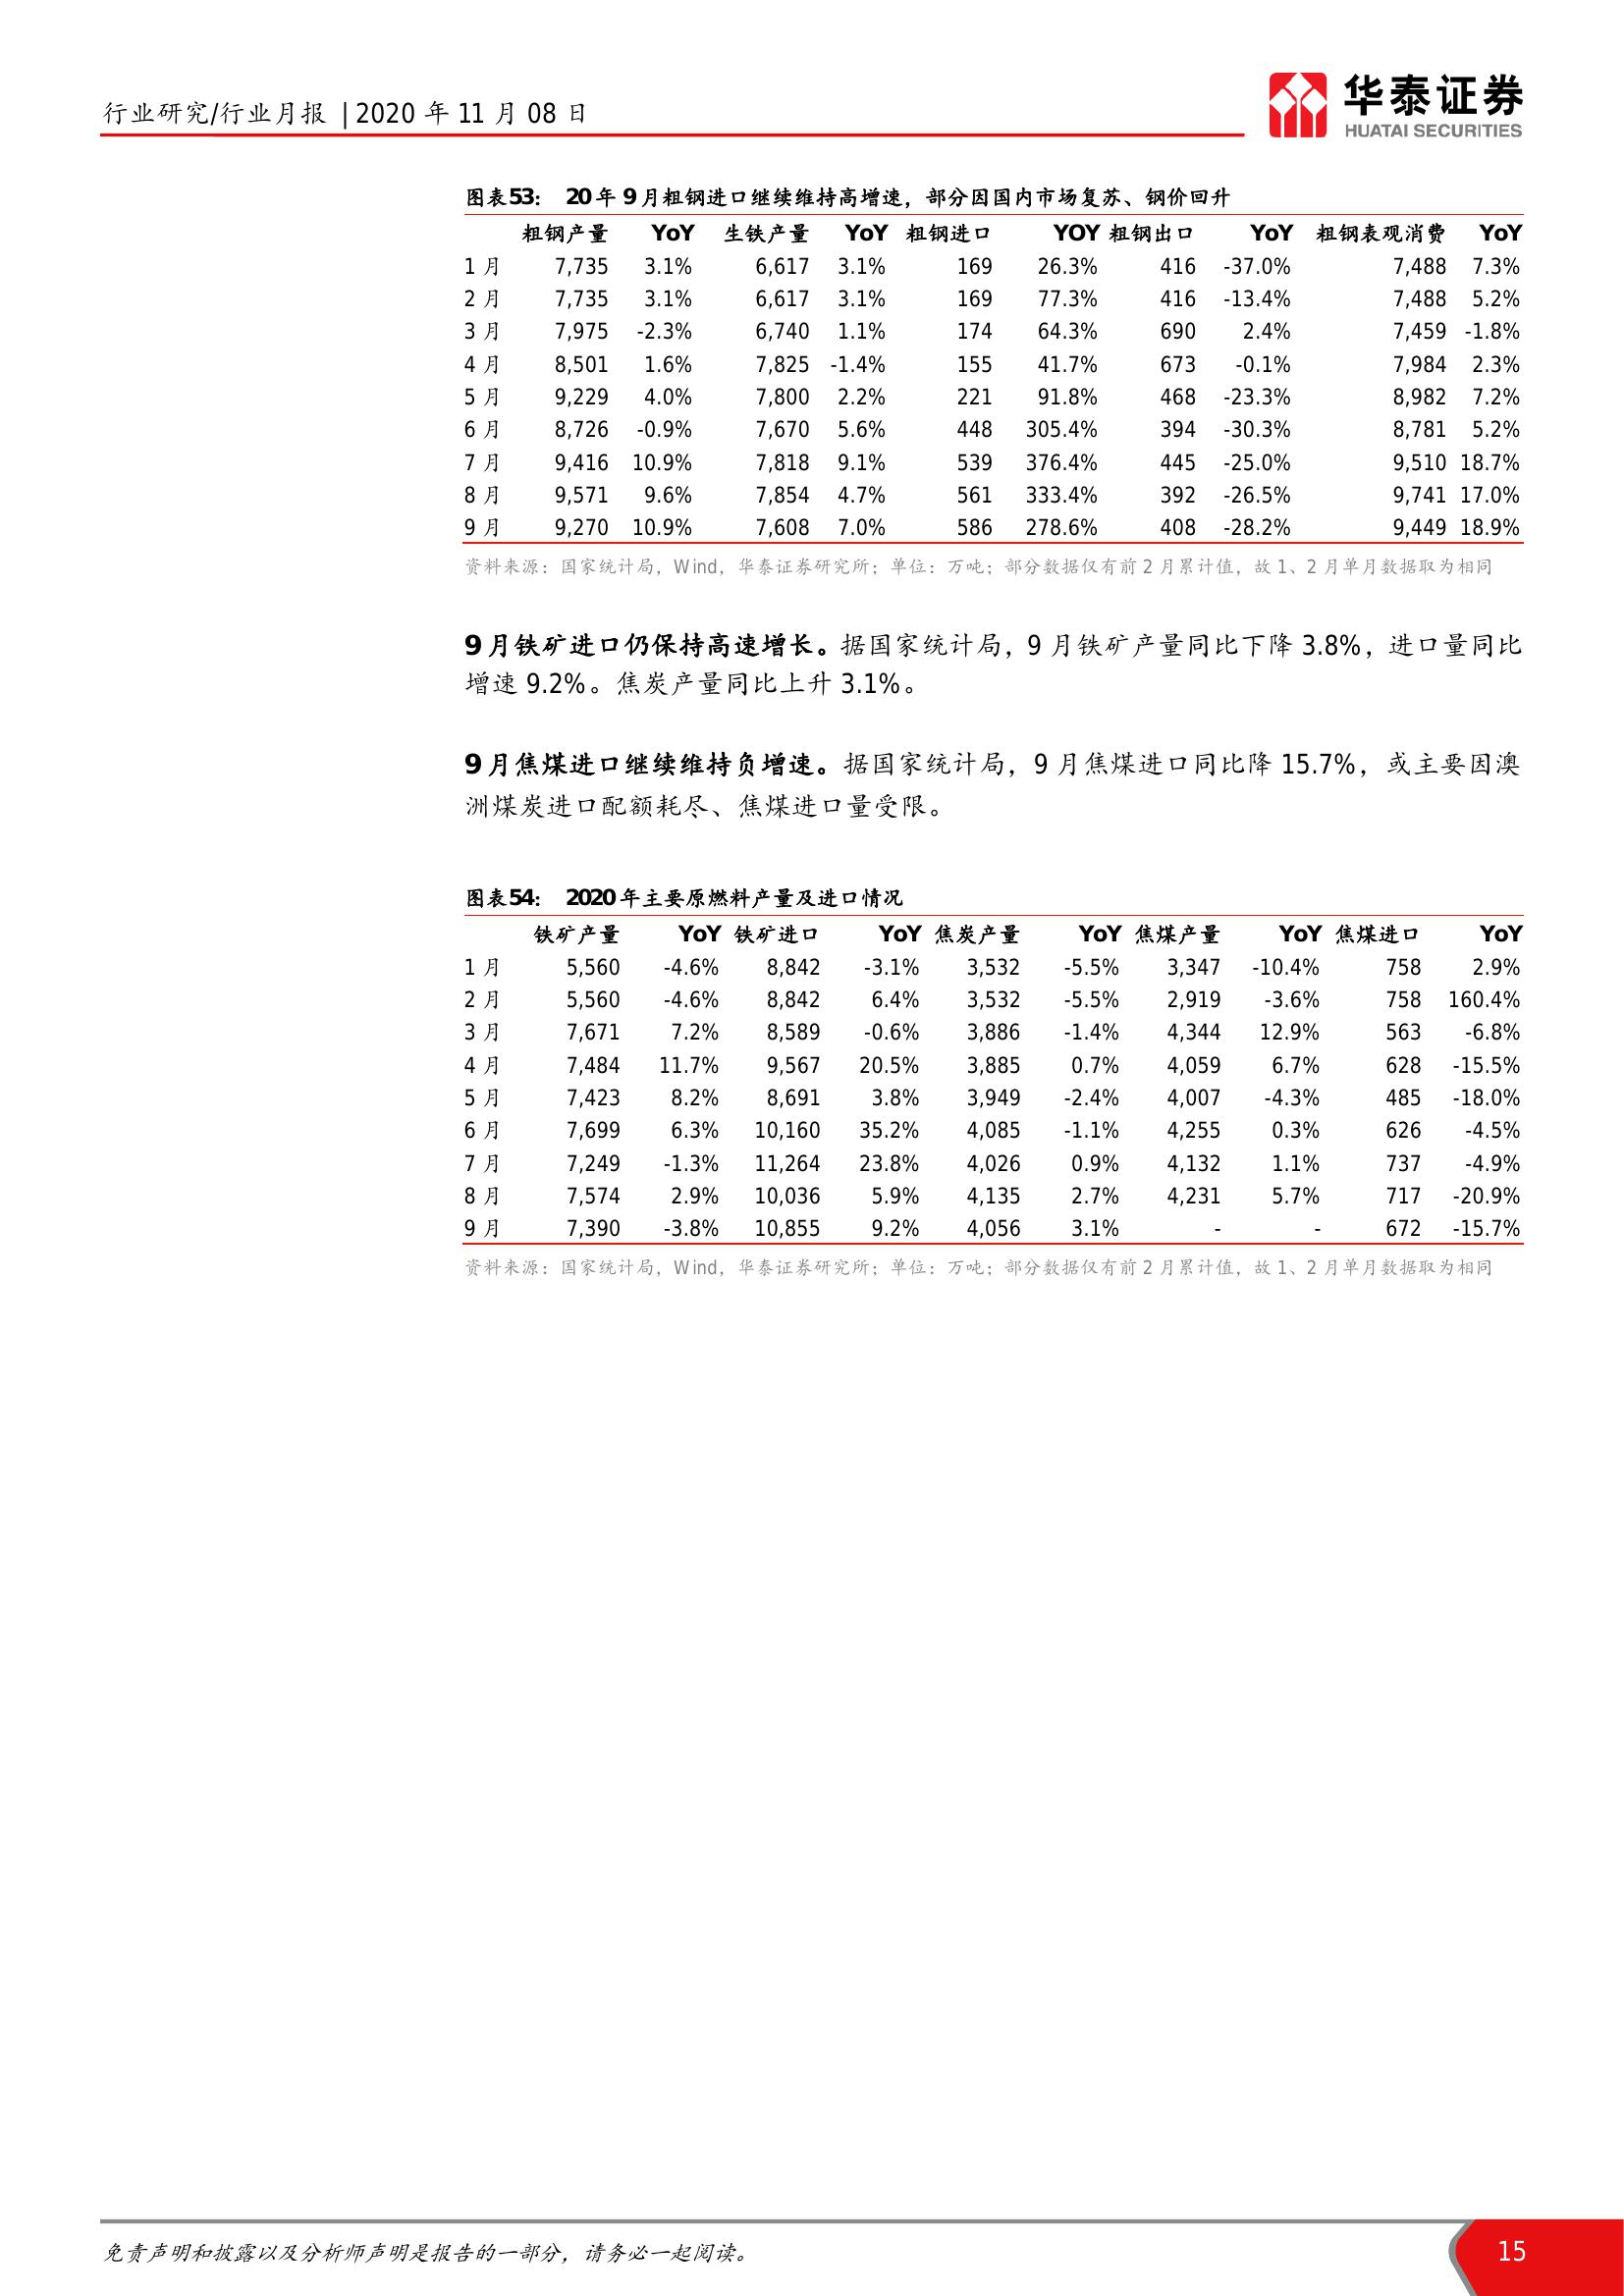 行业研究/行业月报 | 2020 年 11 月 08 日
华泰证券
HUATAI SECURITIES
图表53： 20 年 9 月粗钢进口继续维持高增速，部分因国内市场复苏、钢价回升
粗钢产量 YoY 生铁产量 YoY 粗钢进口 YOY 粗钢出口 YoY 粗钢表观消费 YoY
1 月 7,735 3.1% 6,617 3.1% 169 26.3% 416 -37.0% 7,488 7.3%
2 月 7,735 3.1% 6,617 3.1% 169 77.3% 416 -13.4% 7,488 5.2%
3 月 7,975 -2.3% 6,740 1.1% 174 64.3% 690 2.4% 7,459 -1.8%
4 月 8,501 1.6% 7,825 -1.4% 155 41.7% 673 -0.1% 7,984 2.3%
5 月 9,229 4.0% 7,800 2.2% 221 91.8% 468 -23.3% 8,982 7.2%
6 月 8,726 -0.9% 7,670 5.6% 448 305.4% 394 -30.3% 8,781 5.2%
7 月 9,416 10.9% 7,818 9.1% 539 376.4% 445 -25.0% 9,510 18.7%
8 月 9,571 9.6% 7,854 4.7% 561 333.4% 392 -26.5% 9,741 17.0%
9 月 9,270 10.9% 7,608 7.0% 586 278.6% 408 -28.2% 9,449 18.9%
资料来源：国家统计局，Wind，华泰证券研究所；单位：万吨；部分数据仅有前 2 月累计值，故 1、2 月单月数据取为相同
9 月铁矿进口仍保持高速增长。据国家统计局，9 月铁矿产量同比下降 3.8%，进口量同比
增速 9.2%。焦炭产量同比上升 3.1%。
9 月焦煤进口继续维持负增速。据国家统计局，9 月焦煤进口同比降 15.7%，或主要因澳
洲煤炭进口配额耗尽、焦煤进口量受限。
图表54： 2020 年主要原燃料产量及进口情况
铁矿产量 YoY 铁矿进口 YoY 焦炭产量 YoY 焦煤产量 YoY 焦煤进口 YoY
1 月 5,560 -4.6% 8,842 -3.1% 3,532 -5.5% 3,347 -10.4% 758 2.9%
2 月 5,560 -4.6% 8,842 6.4% 3,532 -5.5% 2,919 -3.6% 758 160.4%
3 月 7,671 7.2% 8,589 -0.6% 3,886 -1.4% 4,344 12.9% 563 -6.8%
4 月 7,484 11.7% 9,567 20.5% 3,885 0.7% 4,059 6.7% 628 -15.5%
5 月 7,423 8.2% 8,691 3.8% 3,949 -2.4% 4,007 -4.3% 485 -18.0%
6 月 7,699 6.3% 10,160 35.2% 4,085 -1.1% 4,255 0.3% 626 -4.5%
7 月 7,249 -1.3% 11,264 23.8% 4,026 0.9% 4,132 1.1% 737 -4.9%
8 月 7,574 2.9% 10,036 5.9% 4,135 2.7% 4,231 5.7% 717 -20.9%
9 月 7,390 -3.8% 10,855 9.2% 4,056 3.1% - - 672 -15.7%
资料来源：国家统计局，Wind，华泰证券研究所；单位：万吨；部分数据仅有前 2 月累计值，故 1、2 月单月数据取为相同
免责声明和披露以及分析师声明是报告的一部分，请务必一起阅读。
15